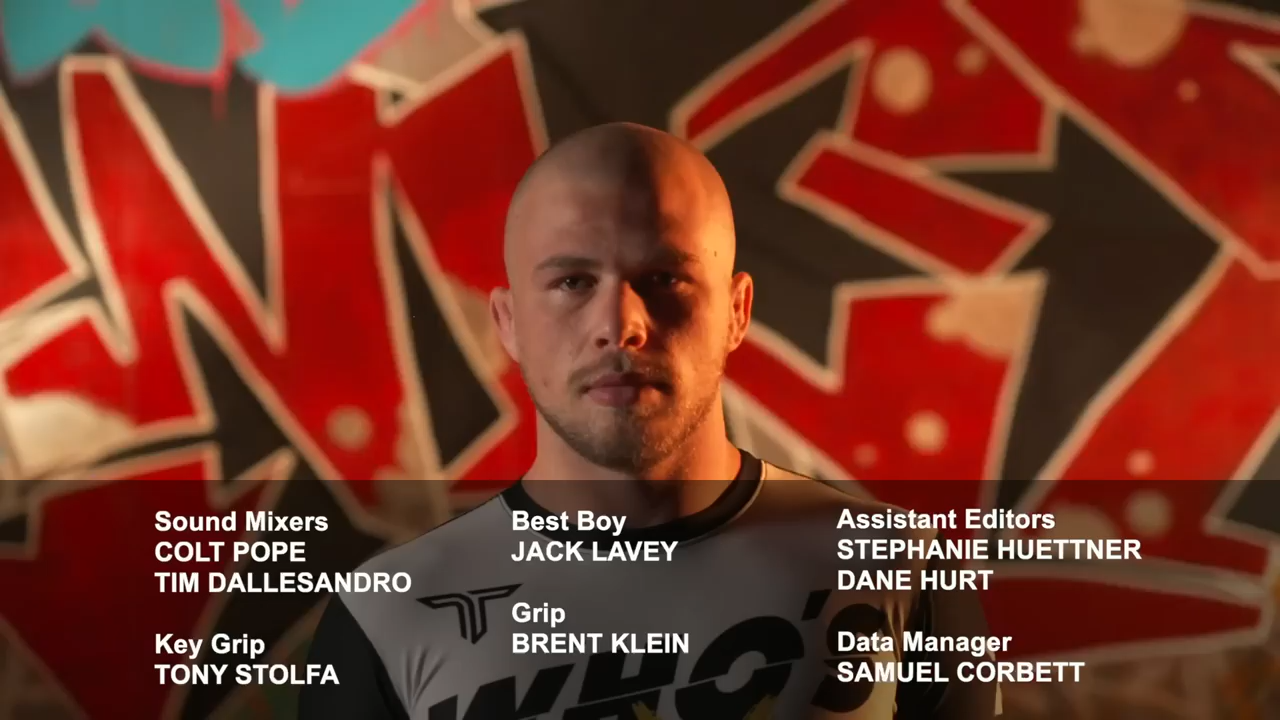 Sound Mixers
COLT POPE
TIM DALLESANDRO
Key Grip
TONY STOLFA
Best Boy
JACK LAVEY
Grip
BRENT KLEIN
Assistant Editors
STEPHANIE HUETTNER
DANE HURT
Data Manager
SAMUEL CORBETT
WHO'S